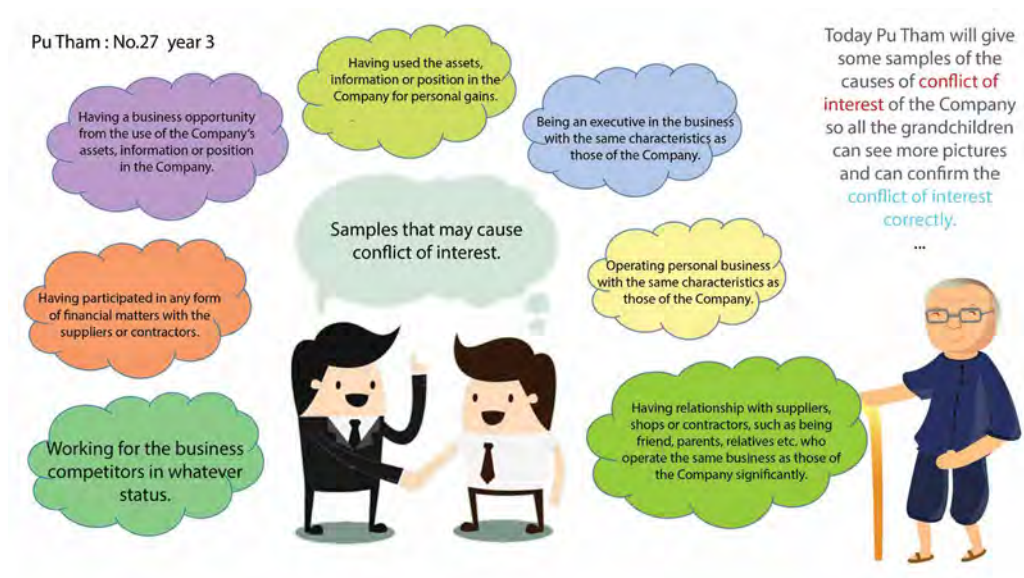 Pu Tham : No.27 year 3
Having used the assets,
information or position in the
Company for personal gains.
Having a business opportunity
from the use of the Company's
assets, information or position
in the Company.
Being an executive in the business
with the same characteristics as
those of the Company.
Today Pu Tham will give
some samples of the
causes of conflict of
interest of the Company
so all the grandchildren
can see more pictures
and can confirm the
conflict of interest
correctly.
...
Samples that may cause
conflict of interest.
Having participated in any form
of financial matters with the
suppliers or contractors.
Operating personal business
with the same characteristics as
those of the Company.
Working for the business
competitors in whatever
status.
Having relationship with suppliers,
shops or contractors, such as being
friend, parents, relatives etc. who
operate the same business as those of
the Company significantly.